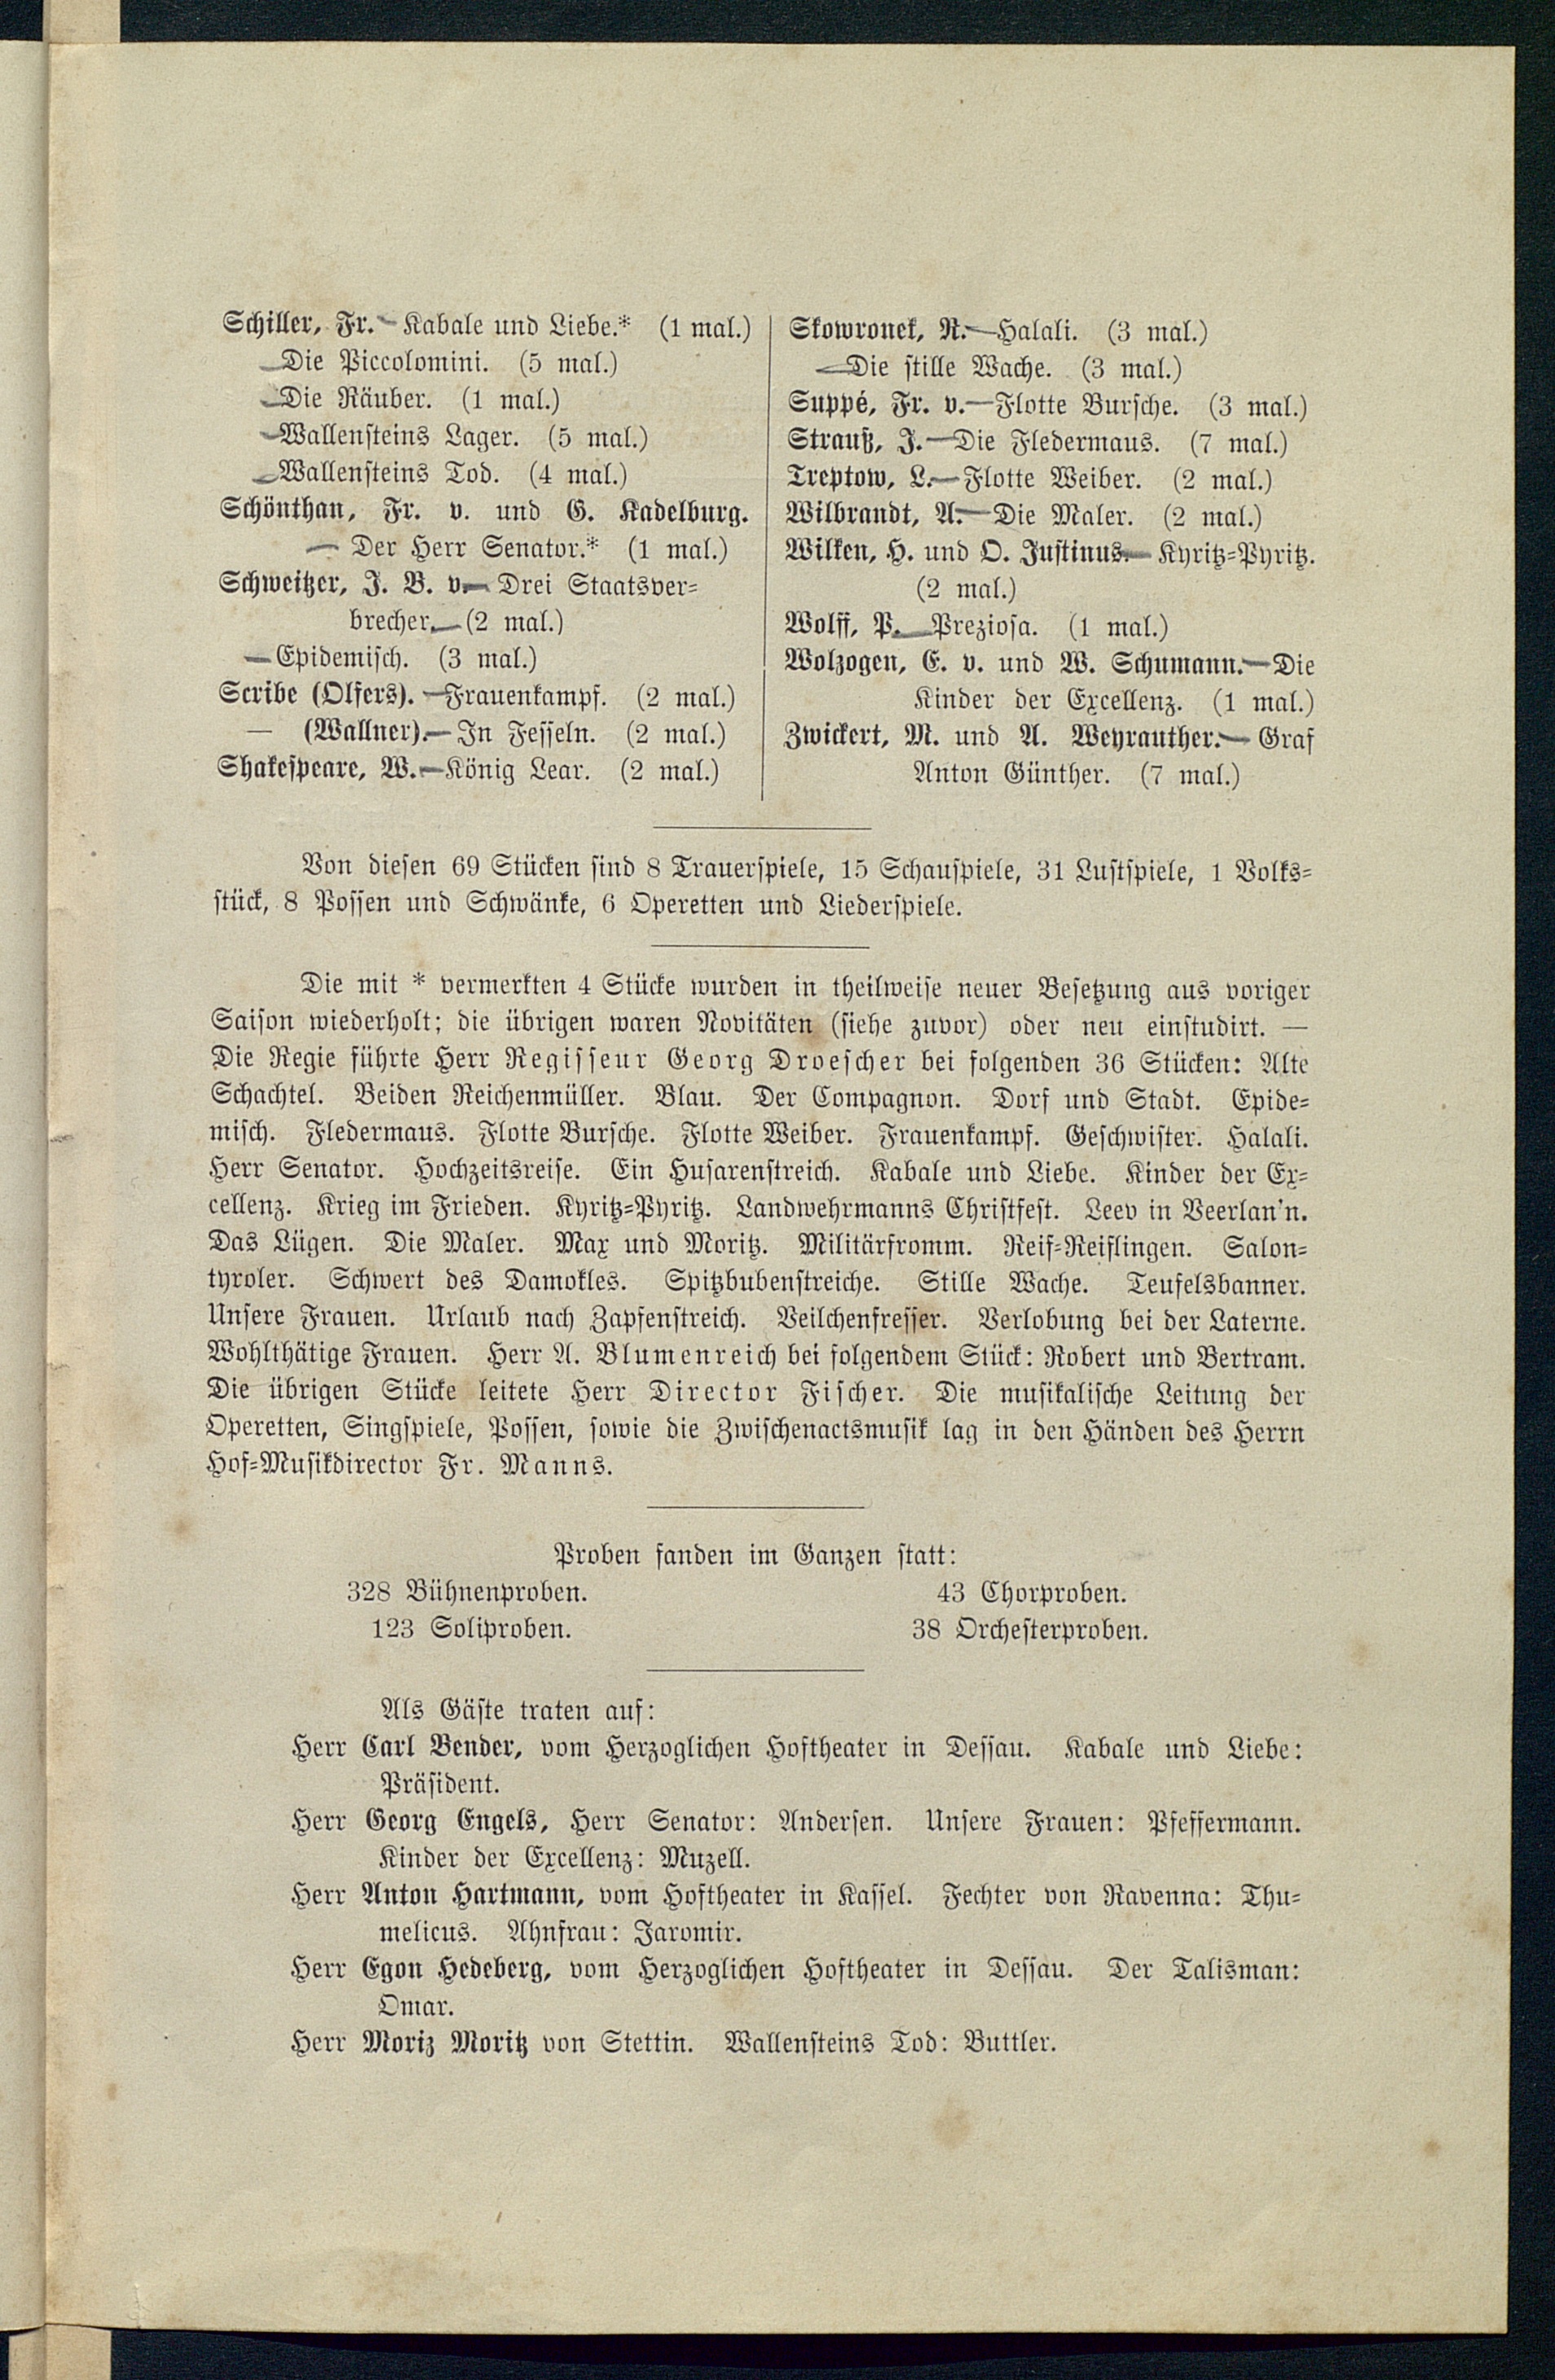 Schiller, Fr. — Kabale und Liebe.* (1 mal.)
— Die Piccolomini. (5 mal.)
— Die Räuber. (1 mal.)
— Wallensteins Lager. (5 mal.)
— Wallensteins Tod. (4 mal.)
Schönthan, Fr. v. und G. Kadelburg.
— Der Herr Senator.* (1 mal.)
Schweitzer, J. B. v. — Drei Staatsver-
brecher. — (2 mal.)
— Epidemisch. (3 mal.)
Scribe (Olfers). — Frauenkampf. (2 mal.)
— (Wallner). — In Fesseln. (2 mal.)
Shakespeare, W. — König Lear. (2 mal.)
Skowronek, R. — Halali. (3 mal.)
— Die stille Wache. (3 mal.)
Suppé, Fr. v. — Flotte Bursche. (3 mal.)
Strauß, J. — Die Fledermaus. (7 mal.)
Treptow, L. — Flotte Weiber. (2 mal.)
Wilbrandt, A. — Die Maler. (2 mal.)
Wilken, H. und O. Justinus. — Kyritz-Pyritz.
(2 mal.)
Wolff, P. — Preziosa. (1 mal.)
Wolzogen, E. v. und W. Schumann. — Die
Kinder der Excellenz. (1 mal.)
Zwickert, M. und A. Weyrauther. — Graf
Anton Günther. (7 mal.)
Von diesen 69 Stücken sind 8 Trauerspiele, 15 Schauspiele, 31 Lustspiele, 1 Volks-
stück, 8 Possen und Schwänke, 6 Operetten und Liederspiele.
Die mit * vermerkten 4 Stücke wurden in theilweise neuer Besetzung aus voriger
Saison wiederholt; die übrigen waren Novitäten (siehe zuvor) oder neu einstudirt. —
Die Regie führte Herr Regisseur Georg Droescher bei folgenden 36 Stücken: Alte
Schachtel. Beiden Reichenmüller. Blau. Der Compagnon. Dorf und Stadt. Epide-
misch. Fledermaus. Flotte Bursche. Flotte Weiber. Frauenkampf. Geschwister. Halali.
Herr Senator. Hochzeitsreise. Ein Husarenstreich. Kabale und Liebe. Kinder der Ex-
cellenz. Krieg im Frieden. Kyritz-Pyritz. Landwehrmanns Christfest. Leev in Veerlan'n.
Das Lügen. Die Maler. Max und Moritz. Militärfromm. Reif-Reiflingen. Salon-
tyroler. Schwert des Damokles. Spitzbubenstreiche. Stille Wache. Teufelsbanner.
Unsere Frauen. Urlaub nach Zapfenstreich. Veilchenfresser. Verlobung bei der Laterne.
Wohlthätige Frauen. Herr A. Blumenreich bei folgendem Stück: Robert und Bertram.
Die übrigen Stücke leitete Herr Director Fischer. Die musikalische Leitung der
Operetten, Singspiele, Possen, sowie die Zwischenactsmusik lag in den Händen des Herrn
Hof-Musikdirector Fr. Manns.
Proben fanden im Ganzen statt:
328 Bühnenproben. 43 Chorproben.
123 Soliproben. 38 Orchesterproben.
Als Gäste traten auf:
Herr Carl Bender, vom Herzoglichen Hoftheater in Dessau. Kabale und Liebe:
Präsident.
Herr Georg Engels, Herr Senator: Andersen. Unsere Frauen: Pfeffermann.
Kinder der Excellenz: Muzell.
Herr Anton Hartmann, vom Hoftheater in Kassel. Fechter von Ravenna: Thu-
melicus. Ahnfrau: Jaromir.
Herr Egon Hedeberg, vom Herzoglichen Hoftheater in Dessau. Der Talisman:
Omar.
Herr Moriz Moritz von Stettin. Wallensteins Tod: Buttler.